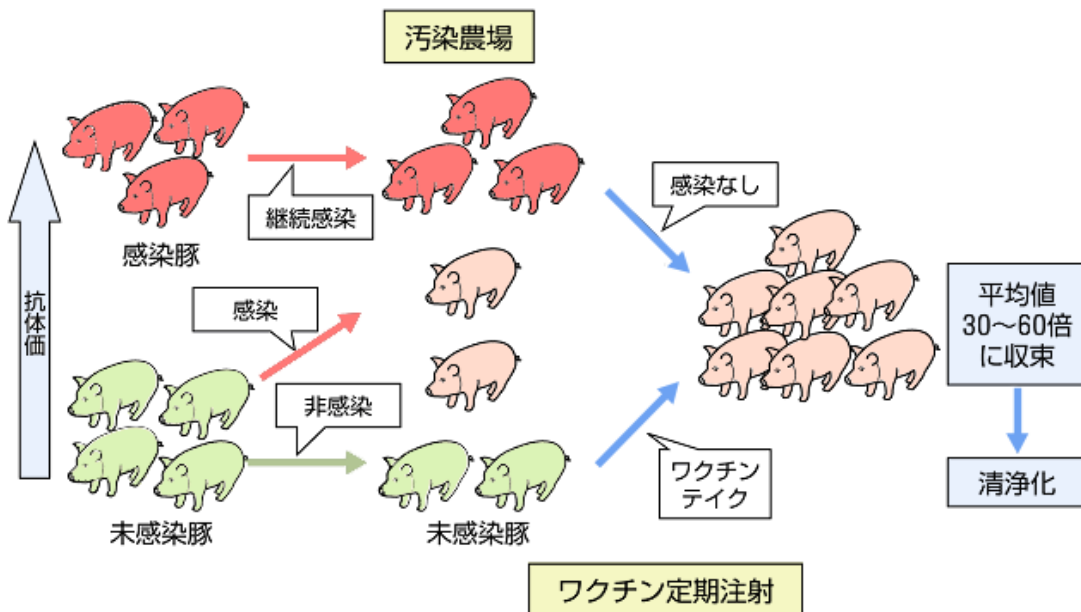 汚染農場
抗体価
感染豚
継続感染
感染なし
感染
非感染
未感染豚
未感染豚
ワクチン
テイク
平均値
30〜60倍
に収束
清浄化
ワクチン定期注射